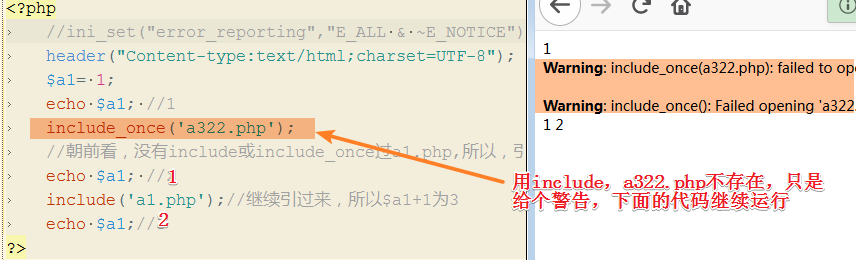 <?php
//ini_set("error_reporting","E_ALL & ~E_NOTICE")
header("Content-type:text/html;charset=UTF-8");
$a1= 1;
echo $a1; //1
include_once('a322.php');
//朝前看，没有include或include_once过a1.php,所以，引
echo $a1; //1
include('a1.php');//继续引过来，所以$a1+1为3
echo $a1;//2
?>
1
Warning: include_once(a322.php): failed to ope
Warning: include_once(): Failed opening 'a322.
1 2
用include，a322.php不存在，只是
给个警告，下面的代码继续运行